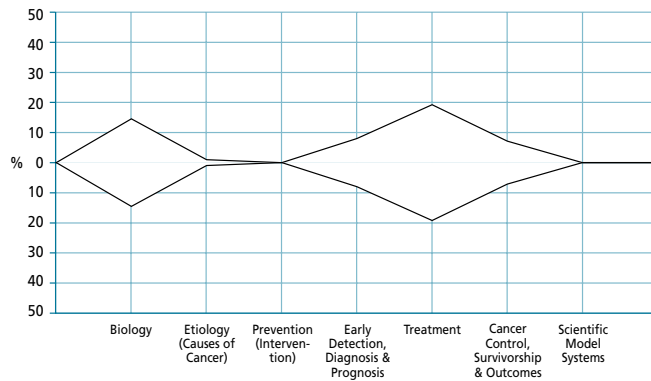 50
40
30
20
10
% 0
10
20
30
40
50
Biology
Etiology
(Causes of
Cancer)
Prevention
(Interven-
tion)
Early
Detection,
Diagnosis &
Prognosis
Treatment
Cancer
Control,
Survivorship
& Outcomes
Scientific
Model
Systems